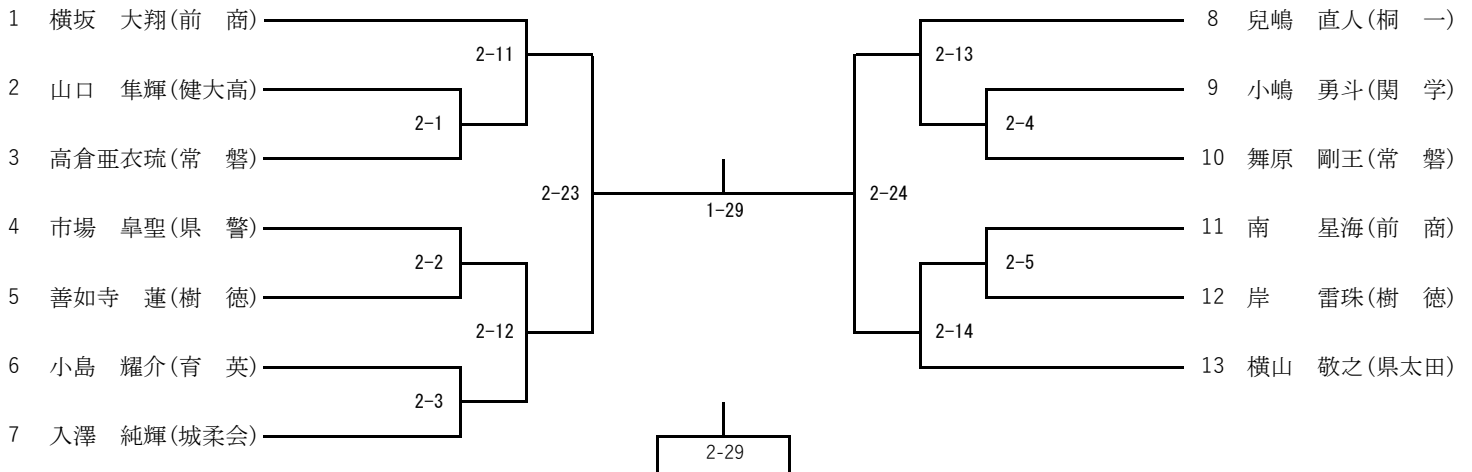 1 横坂 大翔(前 商)
2-11
2 山口 隼輝(健大高)
2-1
3 高倉亜衣琉(常 磐)
2-23
4 市場 皐聖(県 警)
2-2
5 善如寺 蓮(樹 徳)
2-12
6 小島 耀介(育 英)
2-3
7 入澤 純輝(城柔会)
1-29
2-29
8 兒嶋 直人(桐 一)
2-13
9 小嶋 勇斗(関 学)
2-4
10 舞原 剛王(常 磐)
2-24
11 南 星海(前 商)
2-5
12 岸 雷珠(樹 徳)
2-14
13 横山 敬之(県太田)